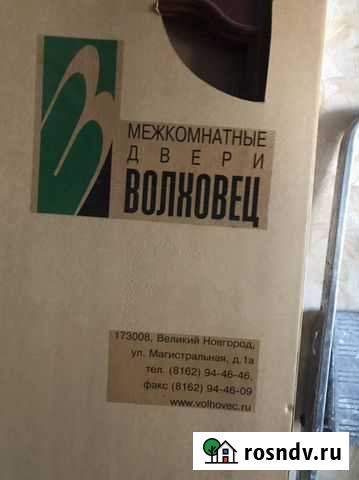 МЕЖКОМНАТНЫЕ
ДВЕРИ
ВОЛХОВЕЦ
173008, Великий Новгород,
ул. Магистральная, д.1а
тел. (8162) 94-46-46,
факс (8162) 94-46-09
www.volhovec.ru
rosndv.ru